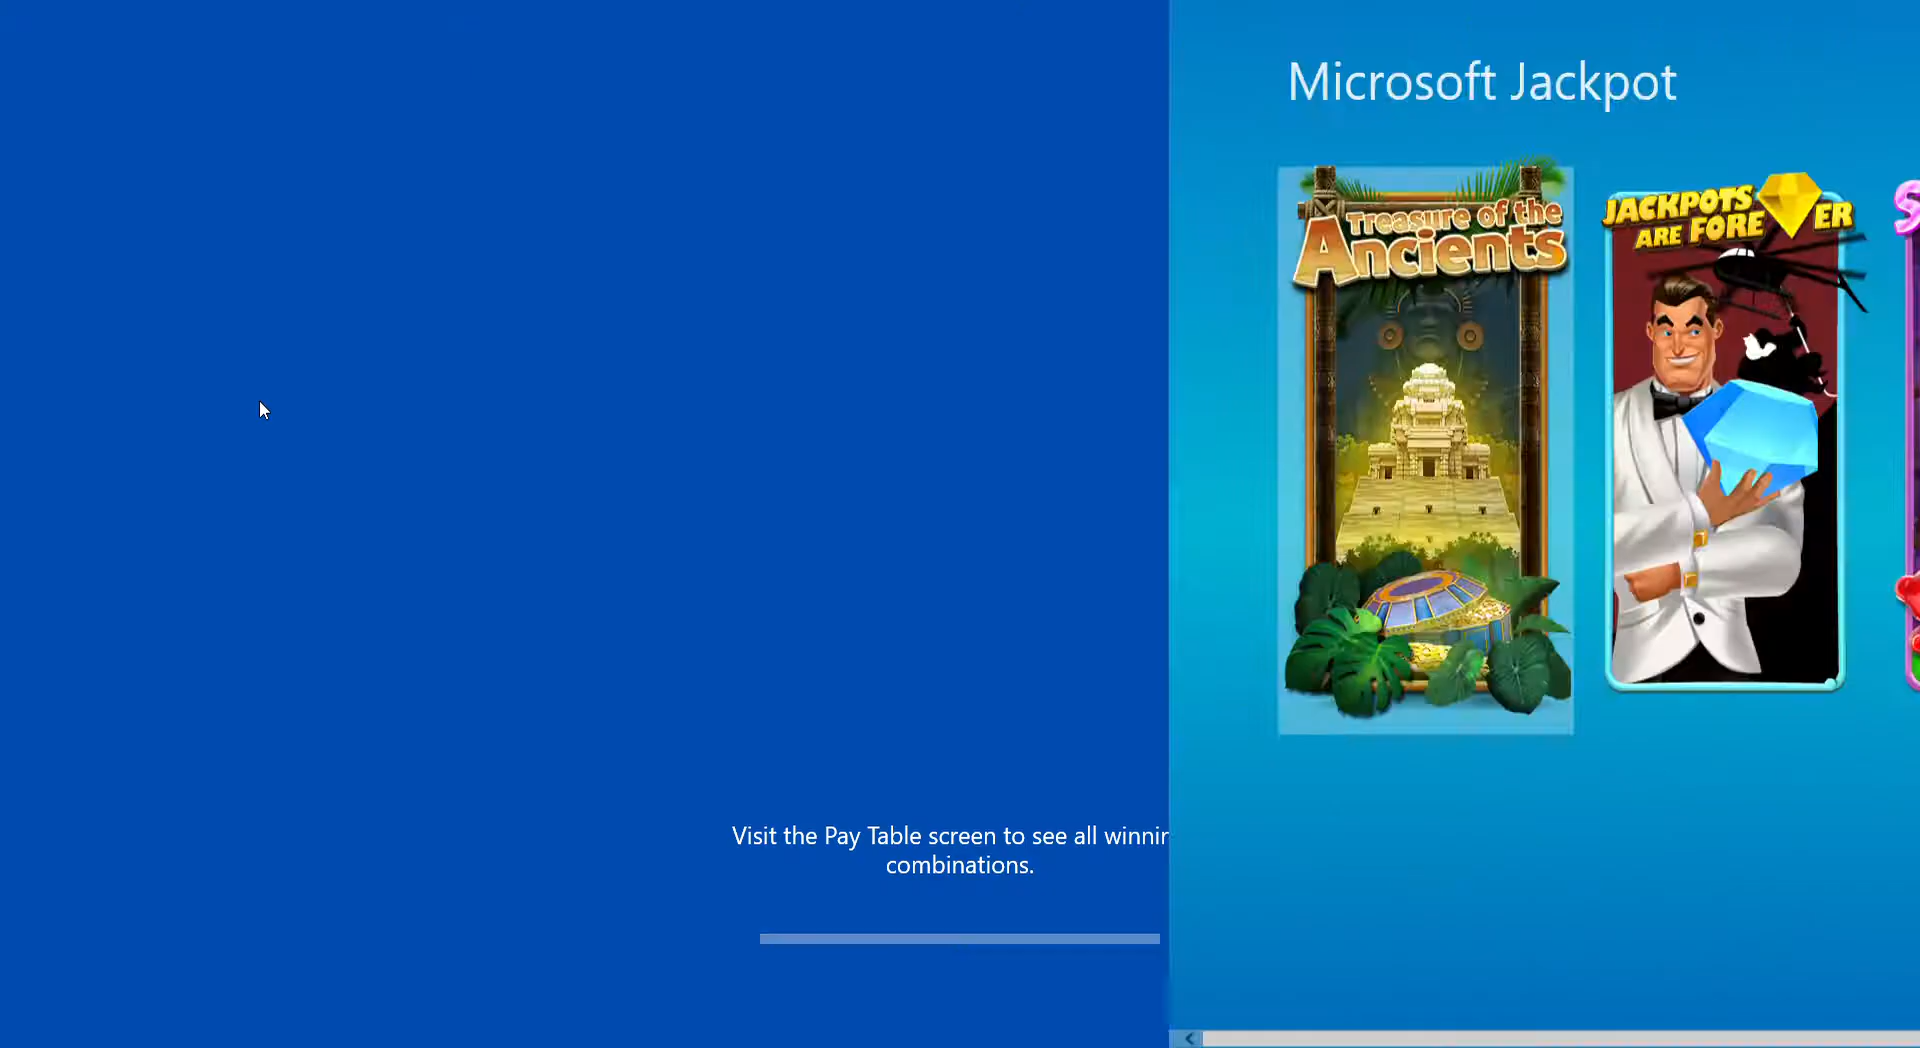 Microsoft Jackpot
Treasure of the
Ancients
JACKPOTS
ARE FORE ER
Visit the Pay Table screen to see all
combinations.